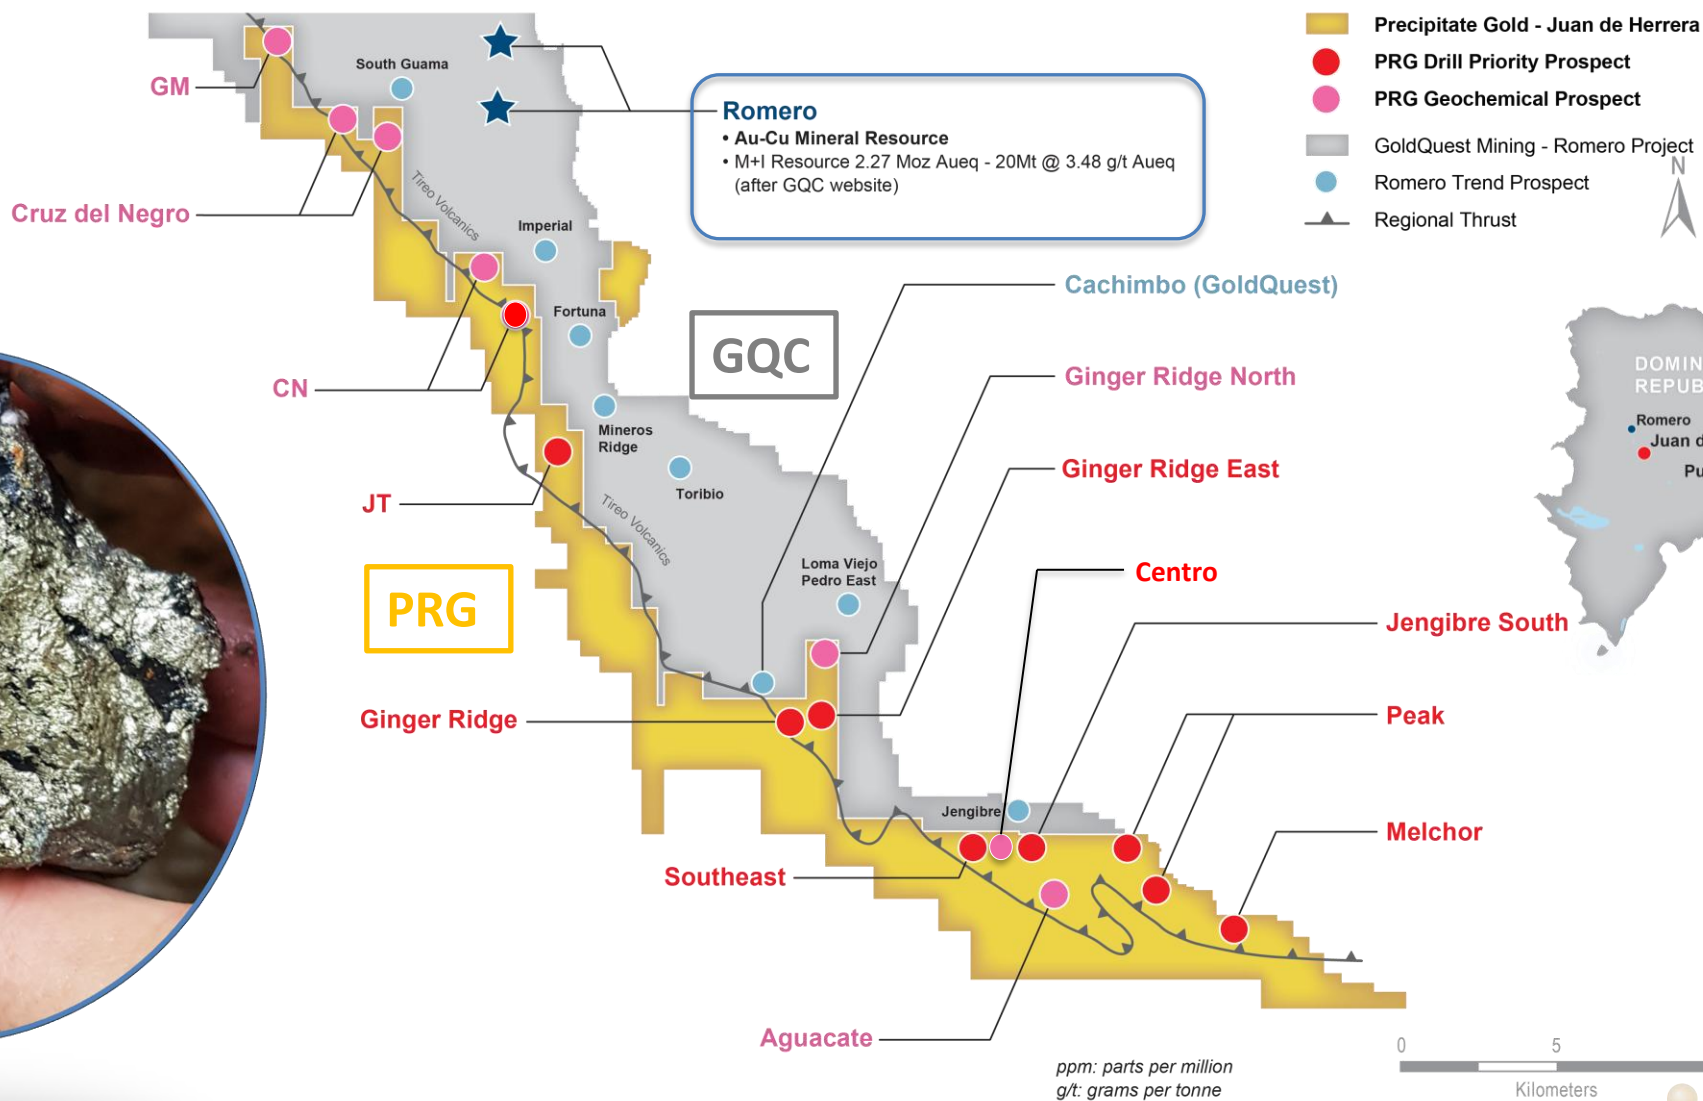 Precipitate Gold - Juan de Herrera
PRG Drill Priority Prospect
PRG Geochemical Prospect
GoldQuest Mining - Romero Project
Romero Trend Prospect
Regional Thrust
N
GM
South Guama
Romero
• Au-Cu Mineral Resource
• M+I Resource 2.27 Moz Aueq - 20Mt @ 3.48 g/t Aueq
(after GQC website)
Cruz del Negro
Tireo Volcanics
Imperial
Cachimbo (GoldQuest)
Fortuna
GQC
CN
Ginger Ridge North
Mineros
Ridge
Ginger Ridge East
Toribio
JT
Tireo Volcanics
Loma Viejo
Pedro East
Centro
PRG
Jengibre South
Ginger Ridge
Peak
Jengibre
Melchor
Southeast
Aguacate
DOMIN
REPUB
Romero
Juan d
Pu
ppm: parts per million
g/t: grams per tonne
0 5
Kilometers